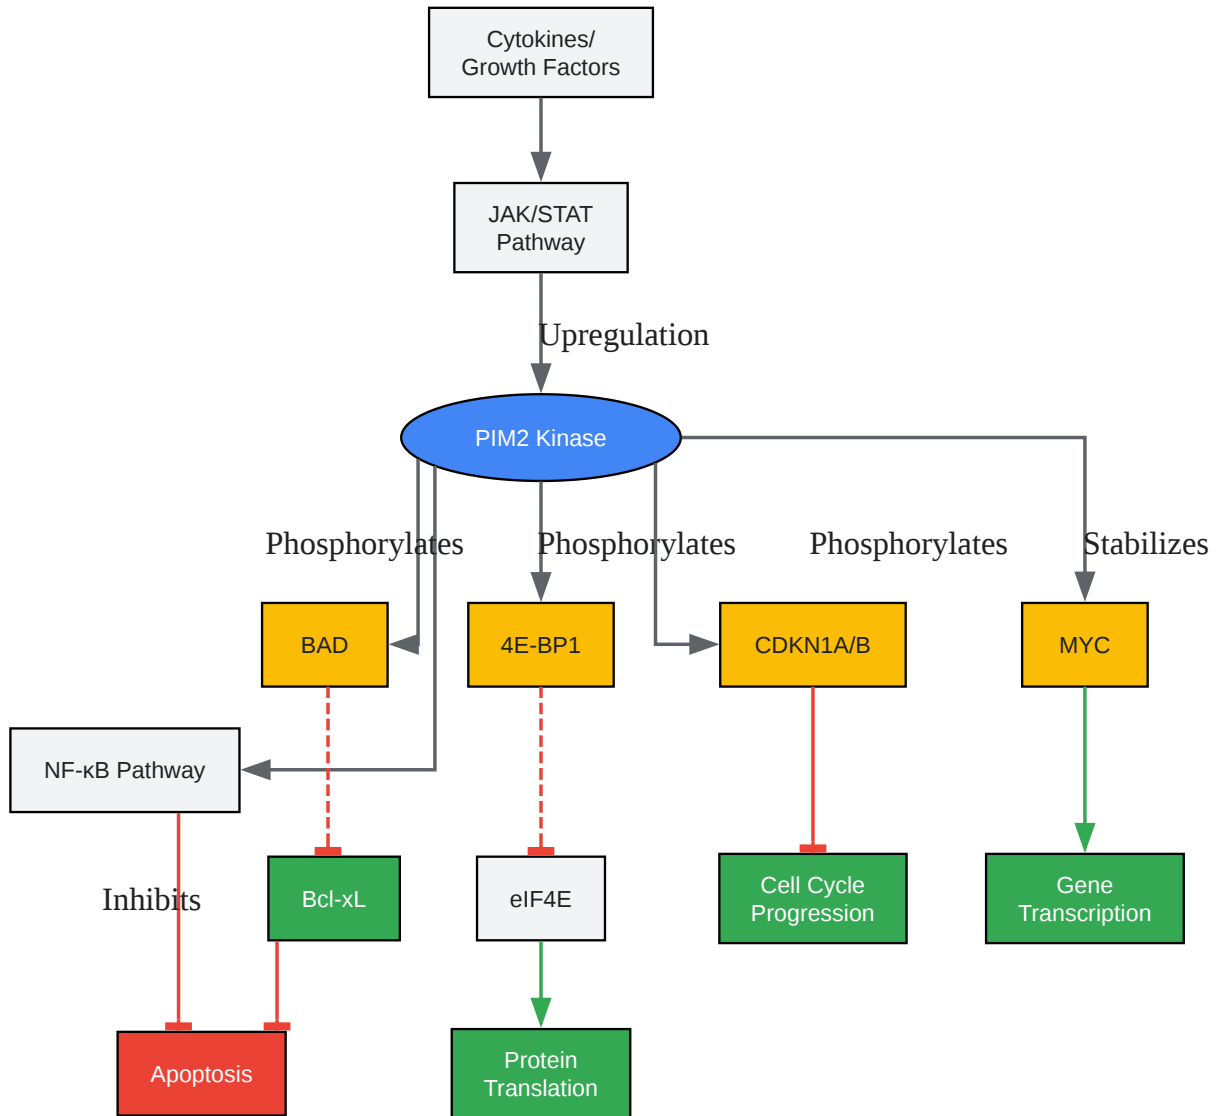 Cytokines/
Growth Factors
JAK/STAT
Pathway
Upregulation
PIM2 Kinase
Phosphorylates
Phosphorylates
Phosphorylates
Stabilizes
BAD
4E-BP1
CDKN1A/B
MYC
NF-κB Pathway
Inhibits
Bcl-xL
eIF4E
Cell Cycle
Progression
Gene
Transcription
Apoptosis
Protein
Translation